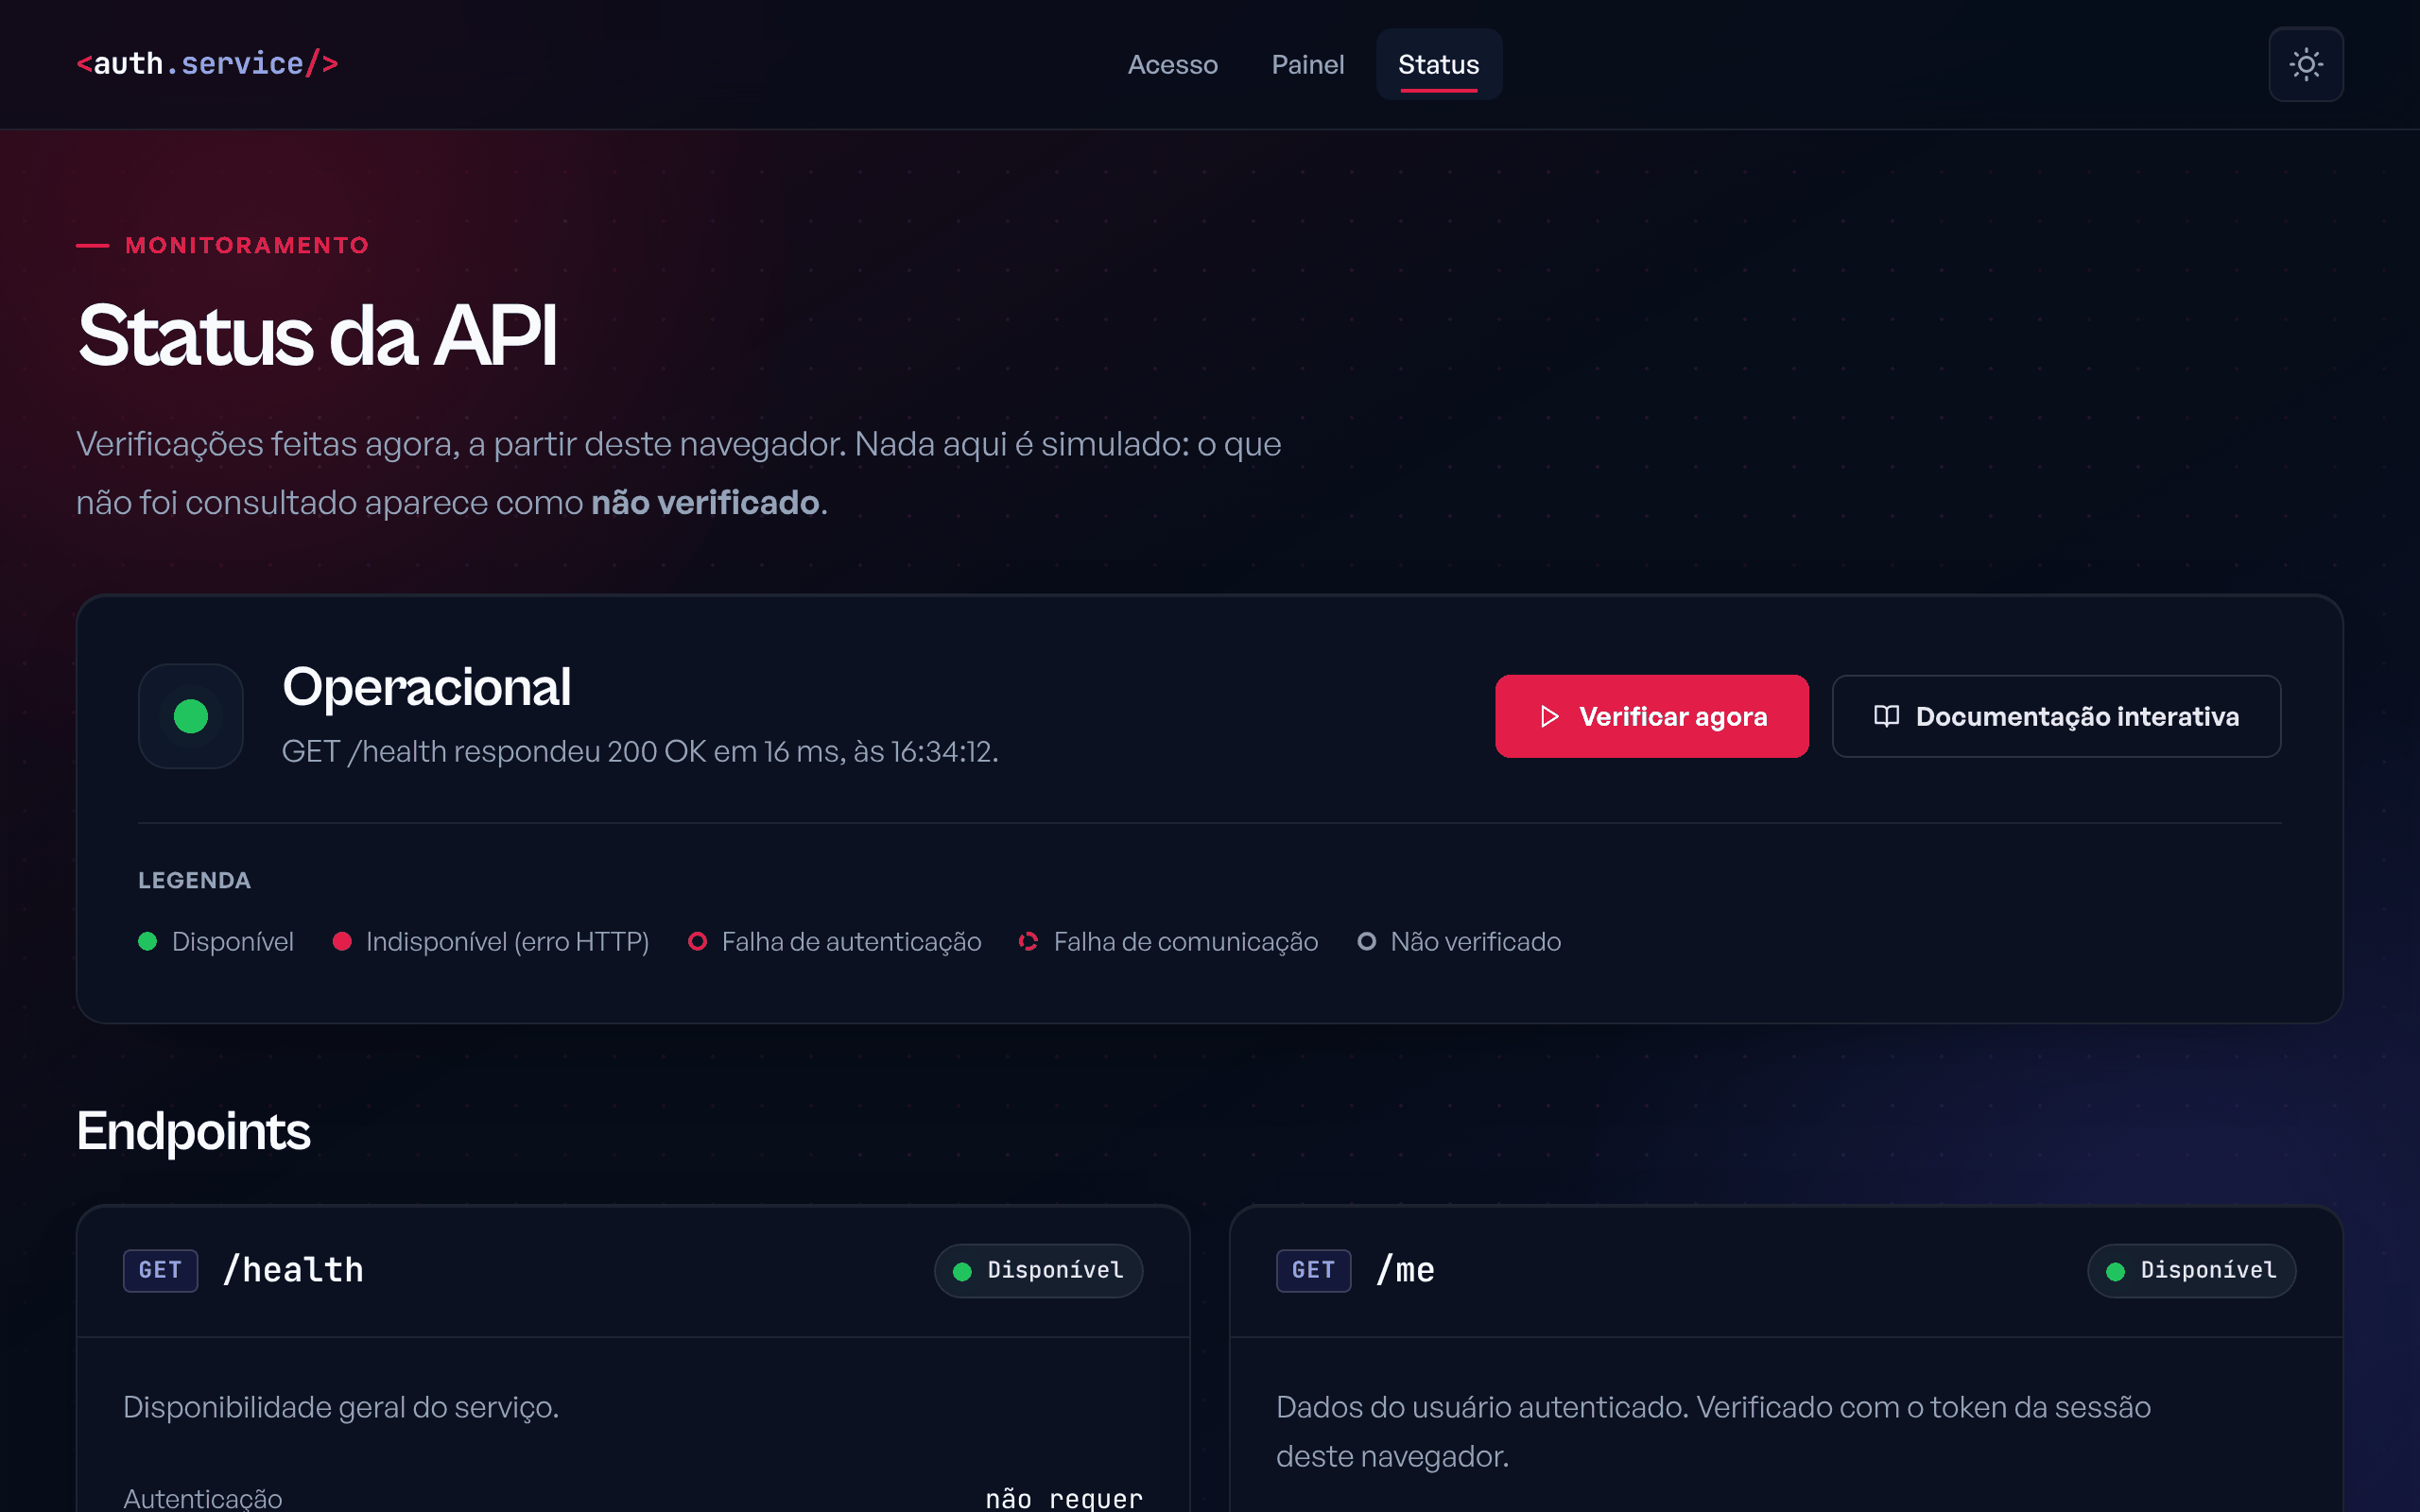 <auth.service/>
Acesso
Painel
Status
MONITORAMENTO
Status da API
Verificações feitas agora, a partir deste navegador. Nada aqui é simulado: o que
não foi consultado aparece como não verificado.
Operacional
GET /health respondeu 200 OK em 16 ms, às 16:34:12.
Verificar agora
Documentação interativa
LEGENDA
Disponível
Indisponível (erro HTTP)
Falha de autenticação
Falha de comunicação
Não verificado
Endpoints
GET /health
Disponível
Disponibilidade geral do serviço.
Autenticação
não requer
GET /me
Disponível
Dados do usuário autenticado. Verificado com o token da sessão
deste navegador.